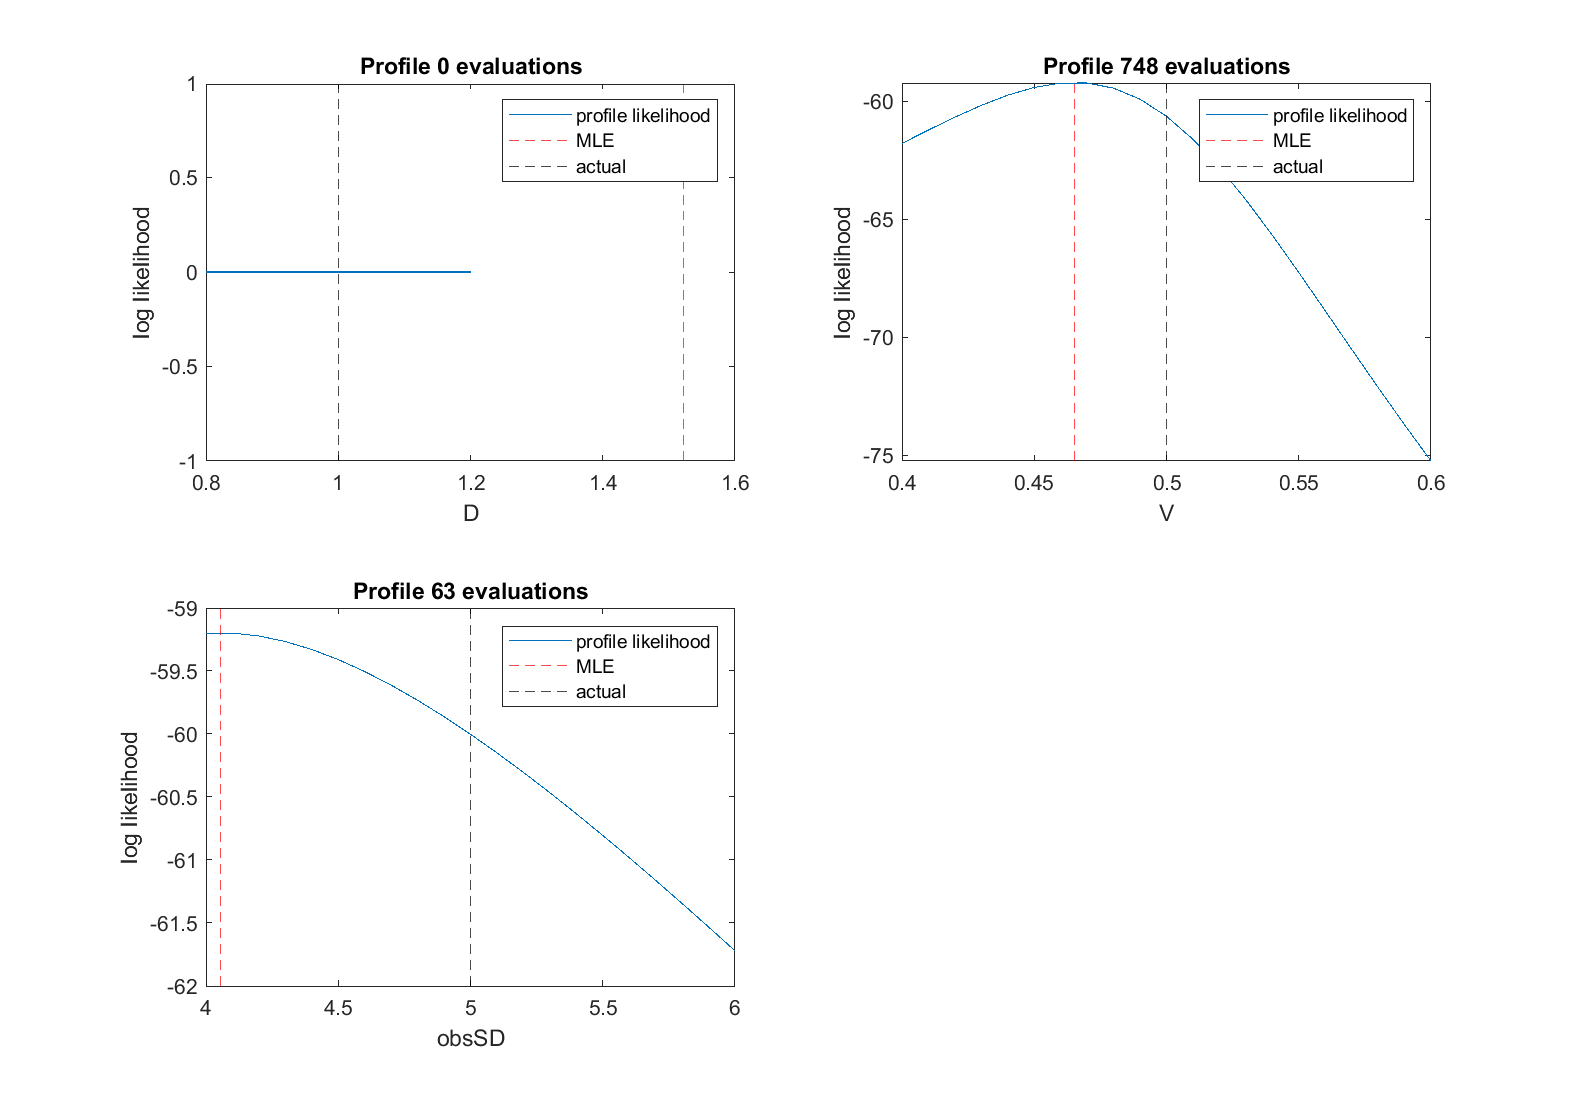 Profile 0 evaluations
1
0.5
0
-0.5
-1
log likelihood
0.8
1
1.2
1.4
1.6
D
profile likelihood
MLE
actual
Profile 748 evaluations
-60
-65
-70
-75
log likelihood
0.4
0.45
0.5
0.55
0.6
V
profile likelihood
MLE
actual
Profile 63 evaluations
-59
-59.5
-60
-60.5
-61
-61.5
-62
log likelihood
4
4.5
5
5.5
6
obsSD
profile likelihood
MLE
actual